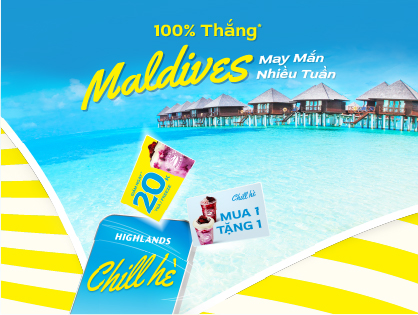 100% Thắng*
Maldives
May Mắn
Nhiều Tuần
20
Chill hè
MUA 1
TẶNG 1
HIGHLANDS
Chill hè